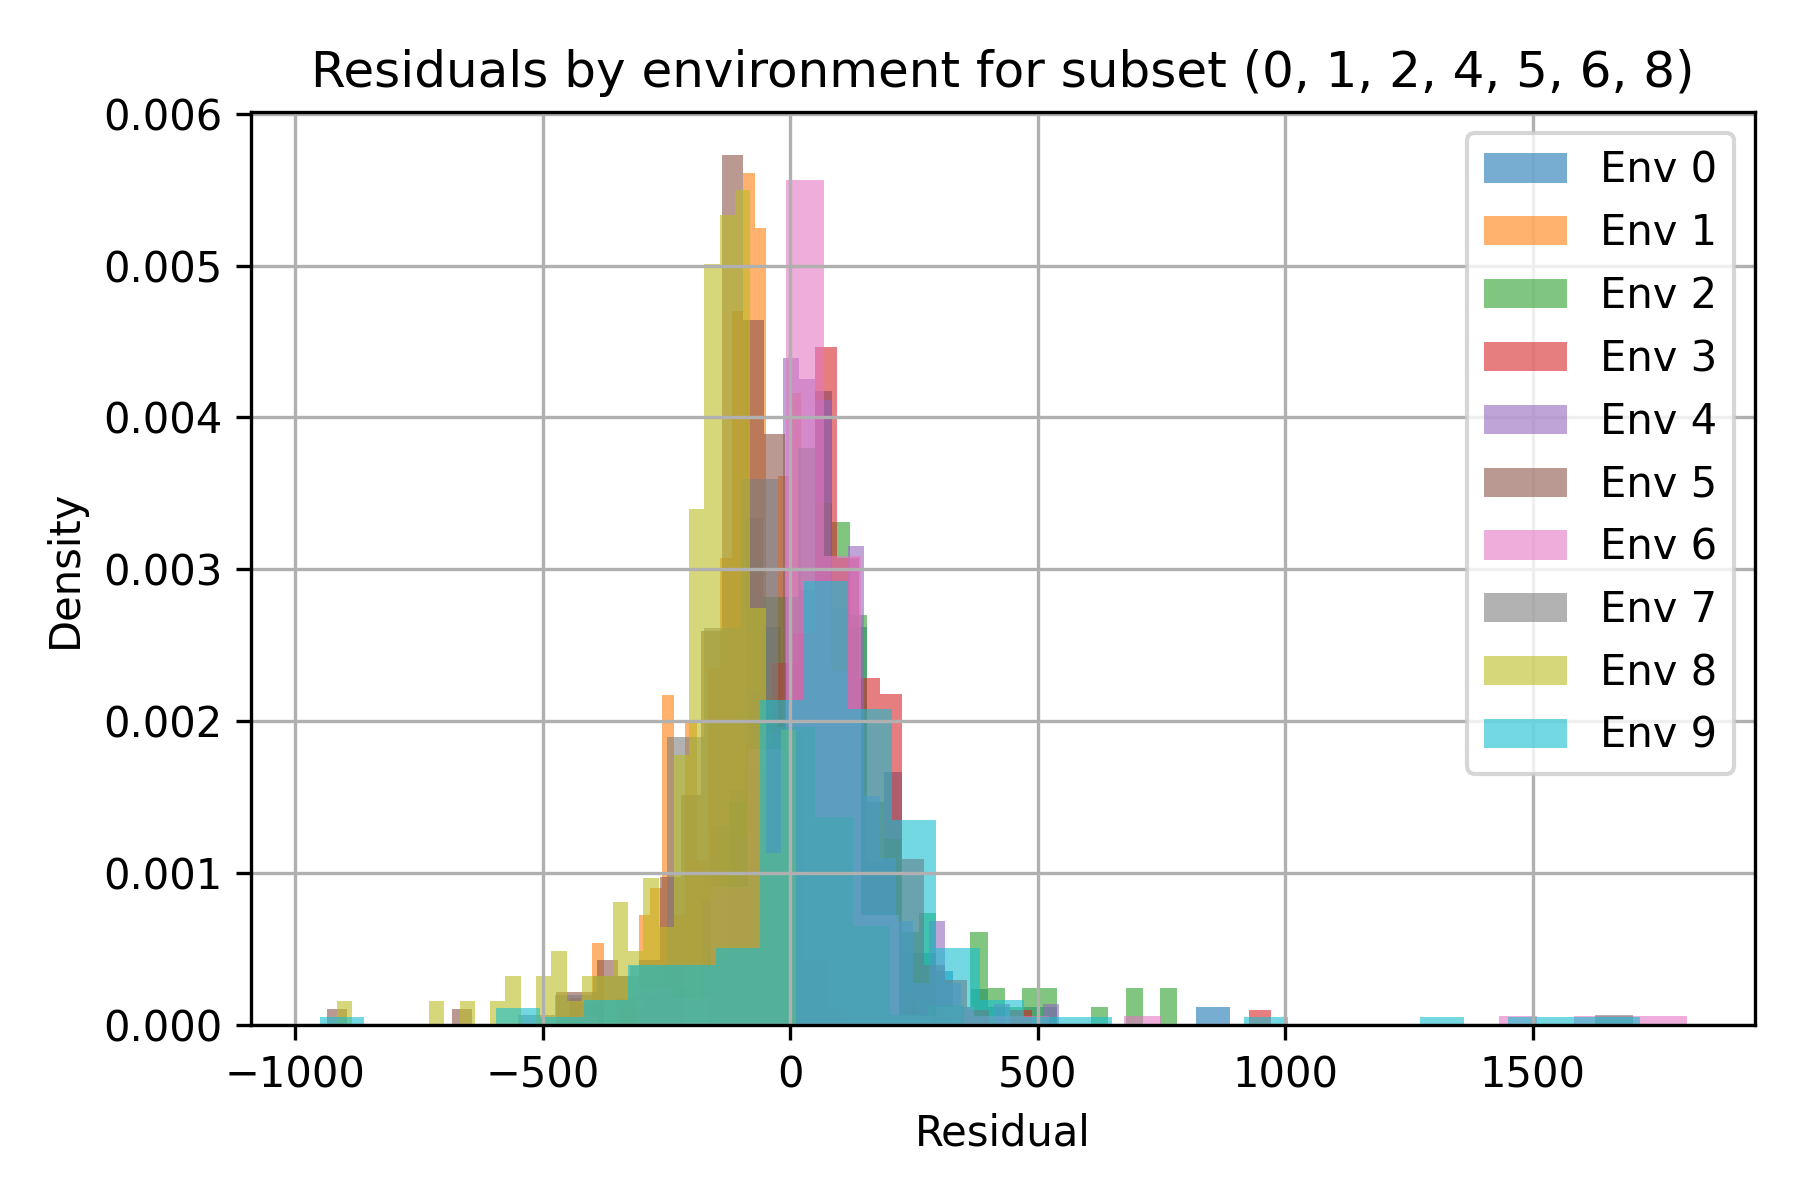 Residuals by environment for subset (0, 1, 2, 4, 5, 6, 8)
0.006
0.005
0.004
0.003
0.002
0.001
0.000
Density
−1000
−500
0
500
1000
1500
Residual
Env 0
Env 1
Env 2
Env 3
Env 4
Env 5
Env 6
Env 7
Env 8
Env 9